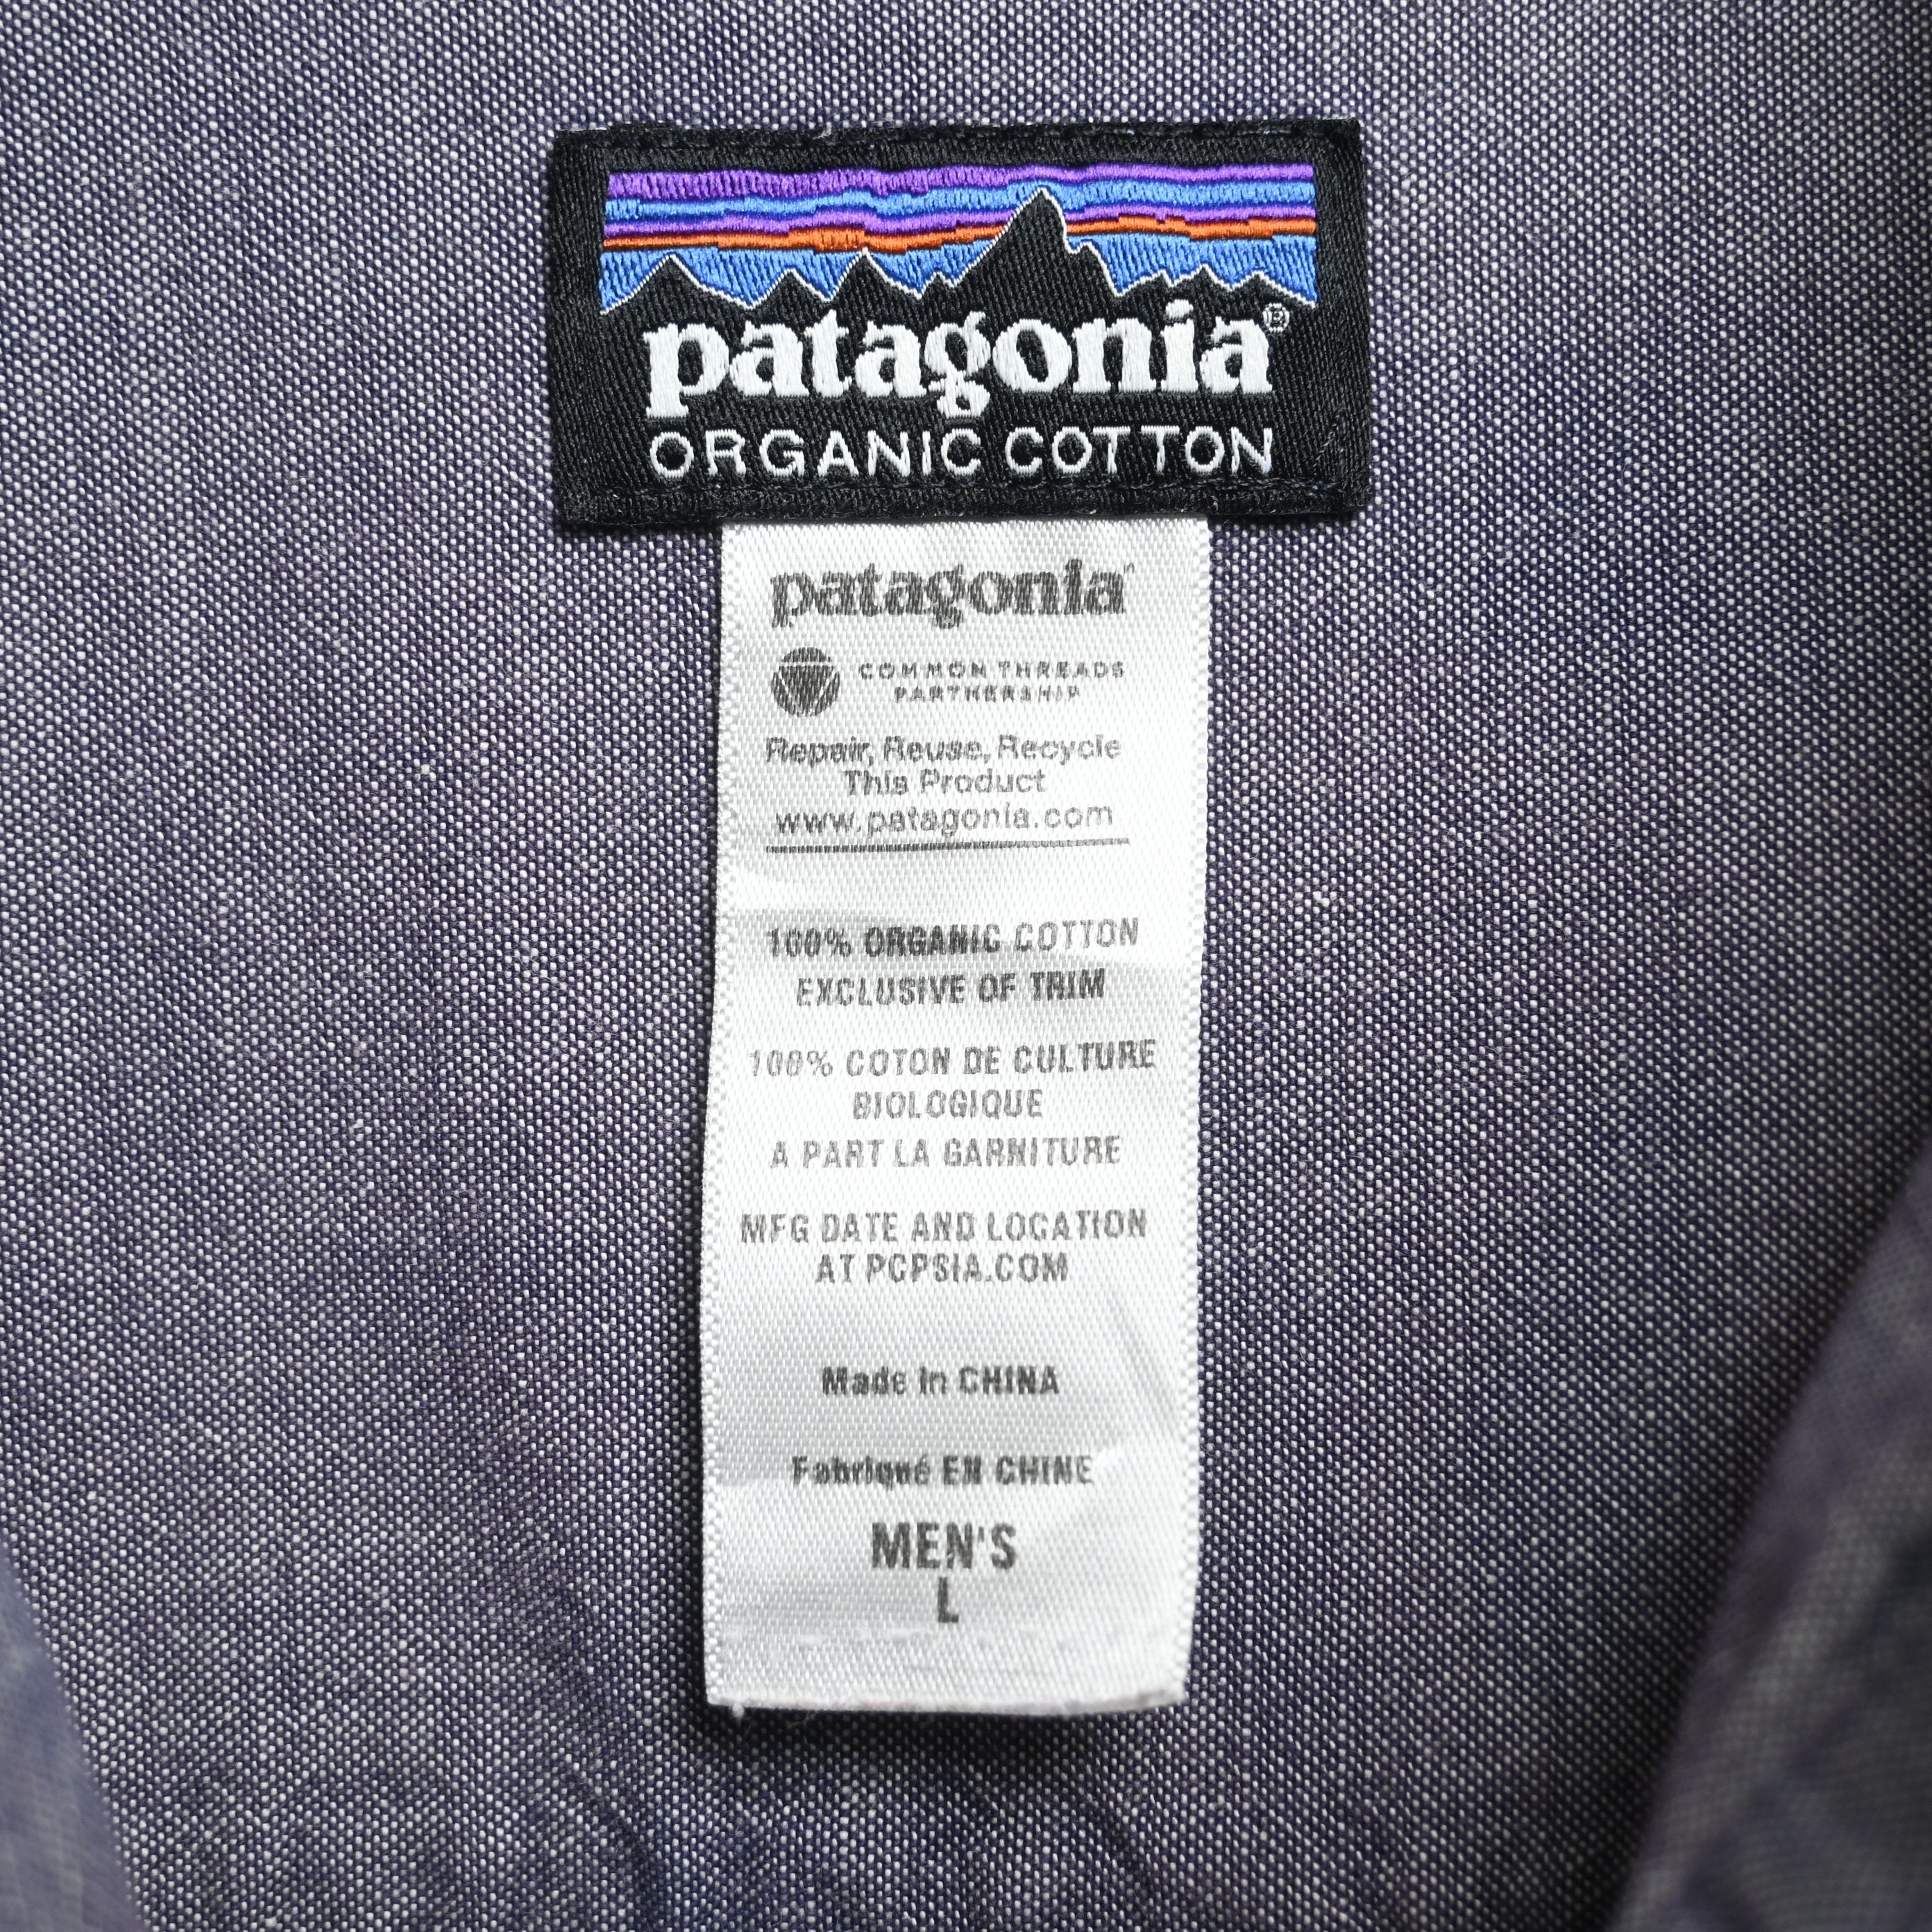 patagonia®
ORGANIC COTTON
patagonia
COMMON THREADS
PARTNERSHIP
Repair, Reuse, Recycle
This Product
www.patagonia.com
100% ORGANIC COTTON
EXCLUSIVE OF TRIM
100% COTON DE CULTURE
BIOLOGIQUE
A PART LA GARNITURE
MFG DATE AND LOCATION
AT PCPSIA.COM
Made in CHINA
Fabriqué EN CHINE
MEN'S
L